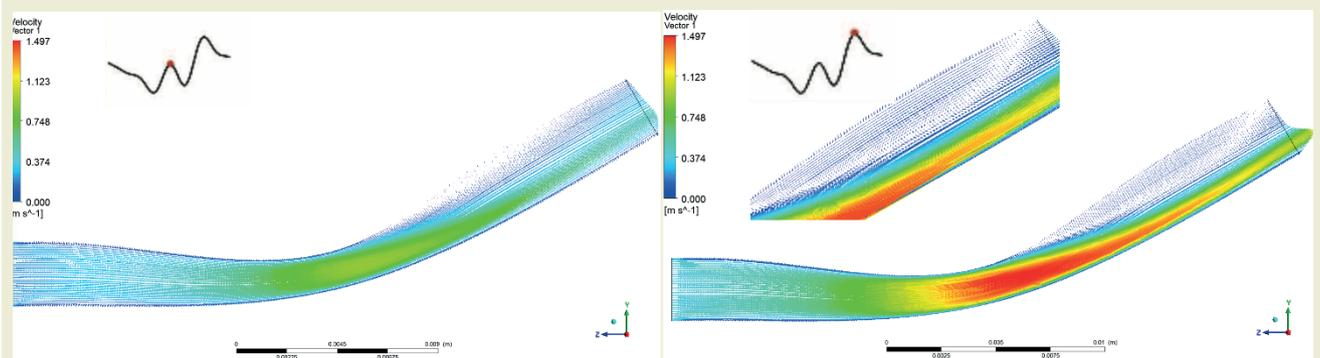 Velocity
Vector 1
1.497
1.123
0.748
0.374
0.000
m s^-1]
Y
Z
0
0.0045
0.009 (m)
0.00225
0.00675
Velocity
Vector 1
1.497
1.123
0.748
0.374
0.000
[m s^-1]
Y
Z
0
0.005
0.01 (m)
0.0025
0.0075